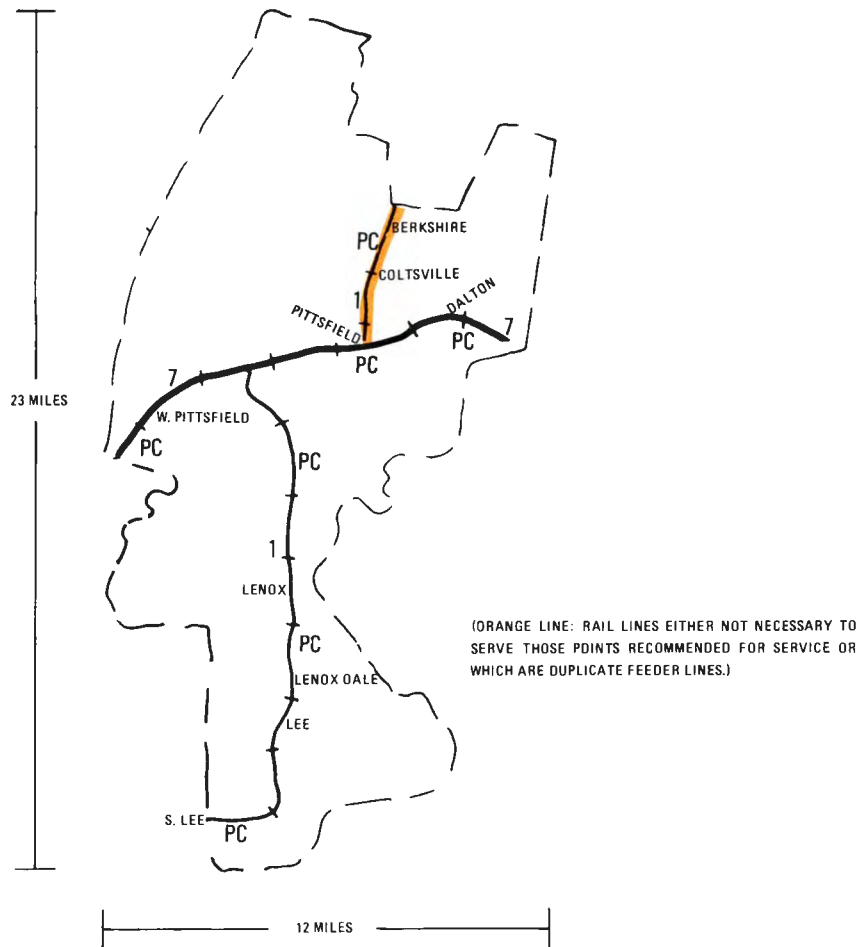 BERKSHIRE
PC
COLTSVILLE
1
PITTSFIELD
DALTON
7
PC
PC
7
23 MILES
W. PITTSFIELD
PC
PC
1
LENOX
(ORANGE LINE: RAIL LINES EITHER NOT NECESSARY TO
SERVE THOSE POINTS RECOMMENDED FOR SERVICE OR
WHICH ARE DUPLICATE FEEDER LINES.)
PC
LENOX OALE
LEE
S. LEE
PC
12 MILES